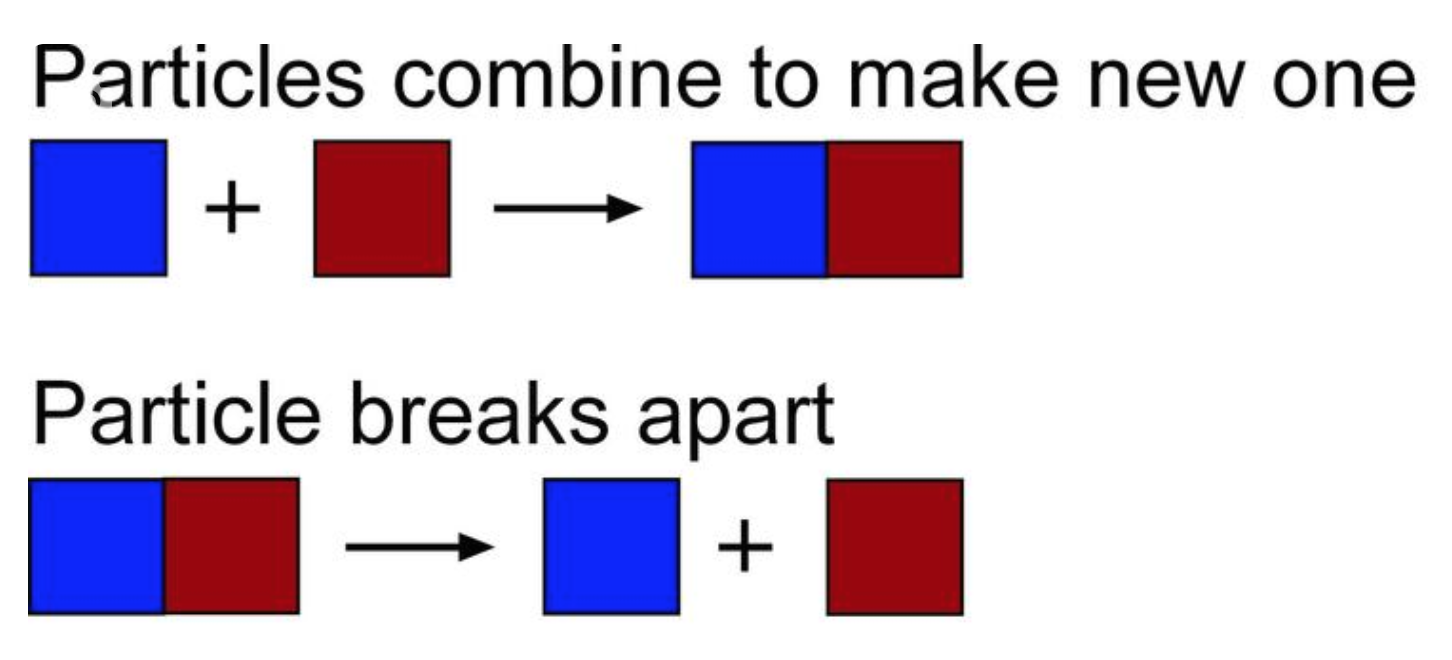 Particles combine to make new one
+
Particle breaks apart
+